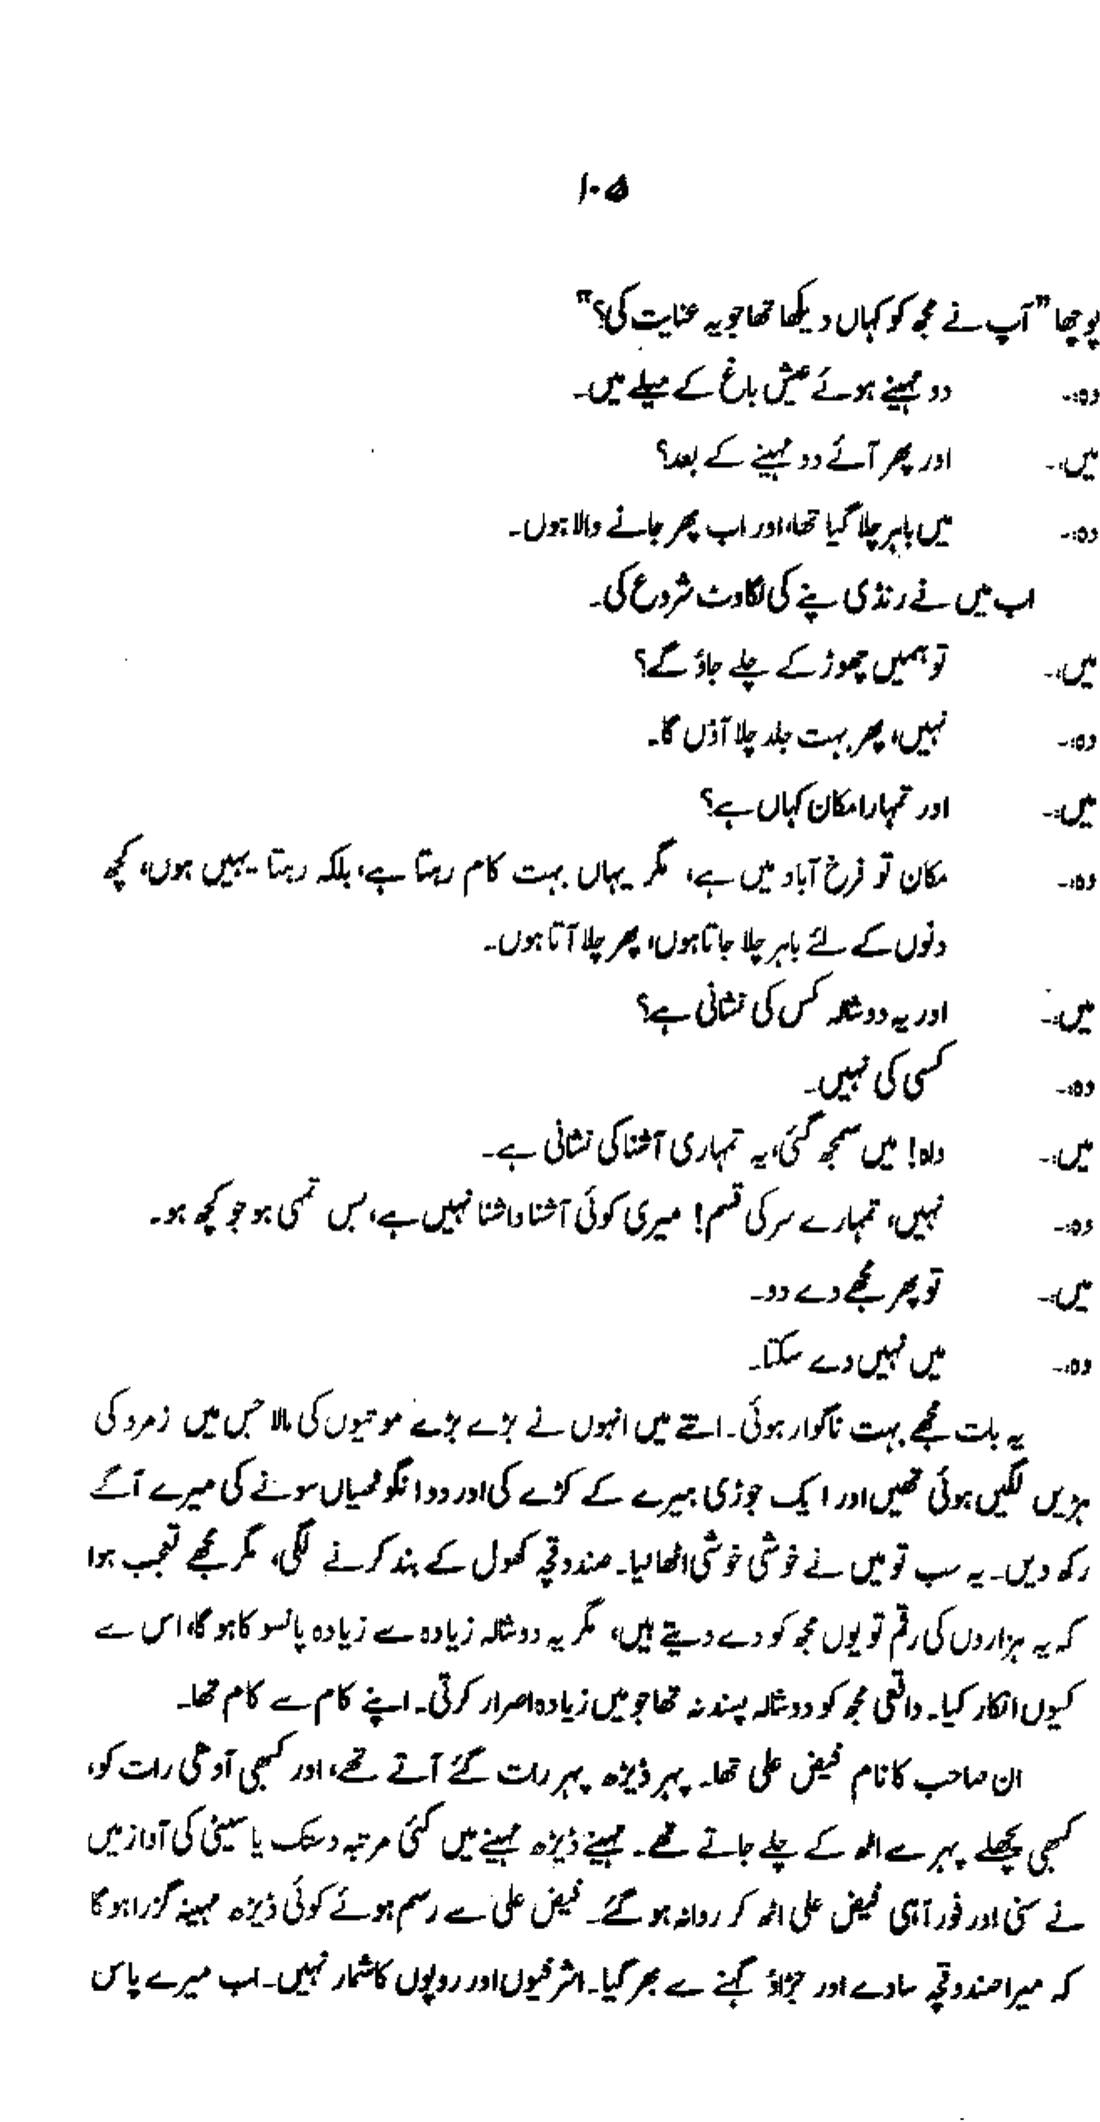 ۱۰۵
پوچھا "آپ نے مجھ کو کہاں دیکھا تھا جو یہ عنایت کی؟"
وہ:۔ دو مہینے ہوئے عیش باغ کے میلے میں۔
میں:۔ اور پھر آئے دو مہینے کے بعد؟
وہ:۔ میں باہر چلا گیا تھا، اور اب پھر جانے والا ہوں۔
اب میں نے رنڈی پنے کی لگاوٹ شروع کی۔
میں:۔ تو ہمیں چھوڑ کے چلے جاؤ گے؟
وہ:۔ نہیں، پھر بہت جلد چلا آؤں گا۔
میں:۔ اور تمہارا مکان کہاں ہے؟
وہ:۔ مکان تو فرخ آباد میں ہے، مگر یہاں بہت کام رہتا ہے، بلکہ رہتا یہیں ہوں، کچھ
دنوں کے لئے باہر چلا جاتا ہوں، پھر چلا آتا ہوں۔
میں:۔ اور یہ دوشالہ کس کی نشانی ہے؟
وہ:۔ کسی کی نہیں۔
میں:۔ واہ! میں سمجھ گئی، یہ تمہاری آشنا کی نشانی ہے۔
وہ:۔ نہیں، تمہارے سر کی قسم! میری کوئی آشنا واشنا نہیں ہے، بس تمہی ہو جو کچھ ہو۔
میں:۔ تو پھر مجھے دے دو۔
وہ:۔ میں نہیں دے سکتا۔
یہ بات مجھے بہت ناگوار ہوئی۔ اتنے میں انہوں نے بڑے بڑے موتیوں کی مالا جس میں زمرد کی
ہڑیں لگیں ہوئی تھیں اور ایک جوڑی ہیرے کے کڑے کی اور دو انگوٹھیاں سونے کی میرے آگے
رکھ دیں۔ یہ سب تو میں نے خوشی خوشی اٹھا لیا۔ صندوقچہ کھول کے بند کرنے لگی، مگر مجھے تعجب ہوا
کہ یہ ہزاروں کی رقم تو یوں مجھ کو دے دیتے ہیں، مگر یہ دوشالہ زیادہ سے زیادہ پانسو کا ہو گا، اس سے
کیوں انکار کیا۔ واقعی مجھ کو دوشالہ پسند نہ تھا جو میں زیادہ اصرار کرتی۔ اپنے کام سے کام تھا۔
ان صاحب کا نام فیض علی تھا۔ پہر ڈیڑھ پہر رات گئے آتے تھے، اور کبھی آدھی رات کو،
کبھی پچھلے پہر سے اٹھ کے چلے جاتے تھے۔ مہینے ڈیڑھ مہینے میں کئی مرتبہ دستک یا سیٹی کی آواز میں
نے سنی اور فوراً ہی فیض علی اٹھ کر روانہ ہو گئے۔ فیض علی سے رسم ہوئے کوئی ڈیڑھ مہینہ گزرا ہو گا
کہ میرا صندوقچہ سادے اور جڑاؤ گہنے سے بھر گیا۔ اشرفیوں اور روپوں کا شمار نہیں۔ اب میرے پاس